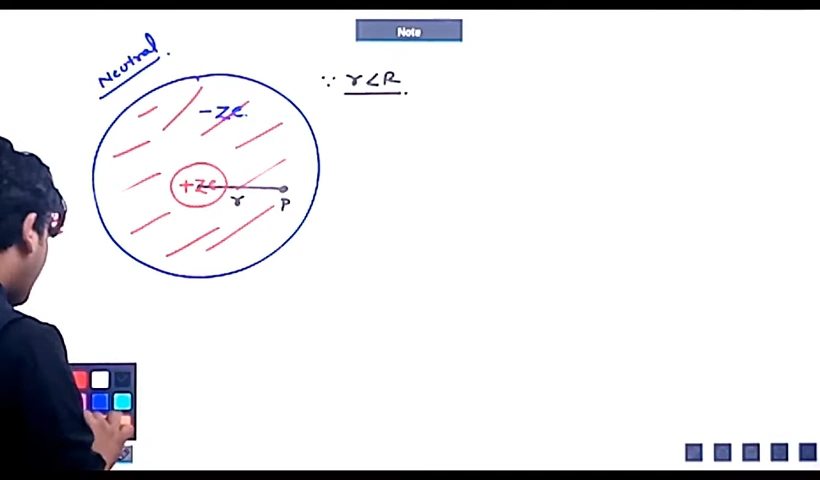 Note
Neutral.
∵ r<R.
-Ze.
+Ze
r
P